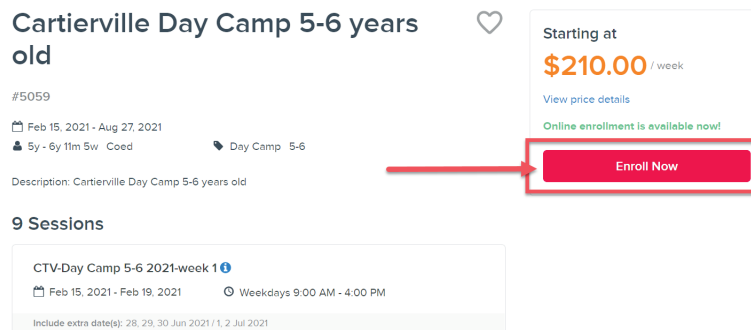 Cartierville Day Camp 5-6 years
old
#5059
Feb 15, 2021 - Aug 27, 2021
5y - 6y 11m 5w Coed
Day Camp 5-6
Description: Cartierville Day Camp 5-6 years old
9 Sessions
CTV-Day Camp 5-6 2021-week 1
Feb 15, 2021 - Feb 19, 2021
Weekdays 9:00 AM - 4:00 PM
Include extra date(s): 28, 29, 30 Jun 2021 / 1, 2 Jul 2021
Starting at
$210.00 / week
View price details
Online enrollment is available now!
Enroll Now